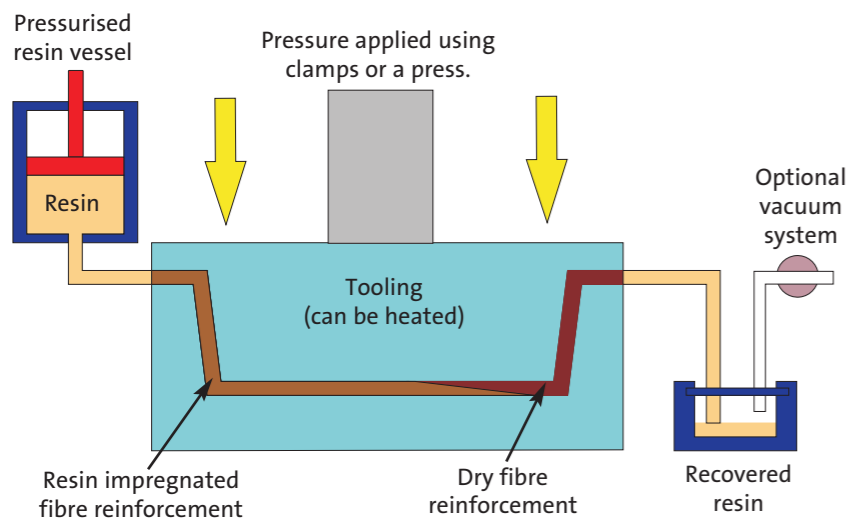 Pressurised
resin vessel
Pressure applied using
clamps or a press.
Resin
Optional
vacuum
system
Tooling
(can be heated)
Resin impregnated
fibre reinforcement
Dry fibre
reinforcement
Recovered
resin